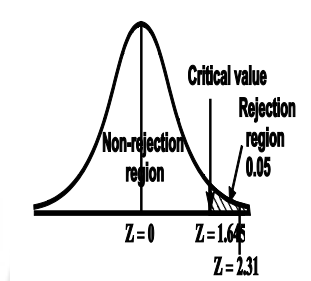 Critical value
Rejection
region
0.05
Non-rejection
region
Z = 0
Z = 1.645
Z = 2.31